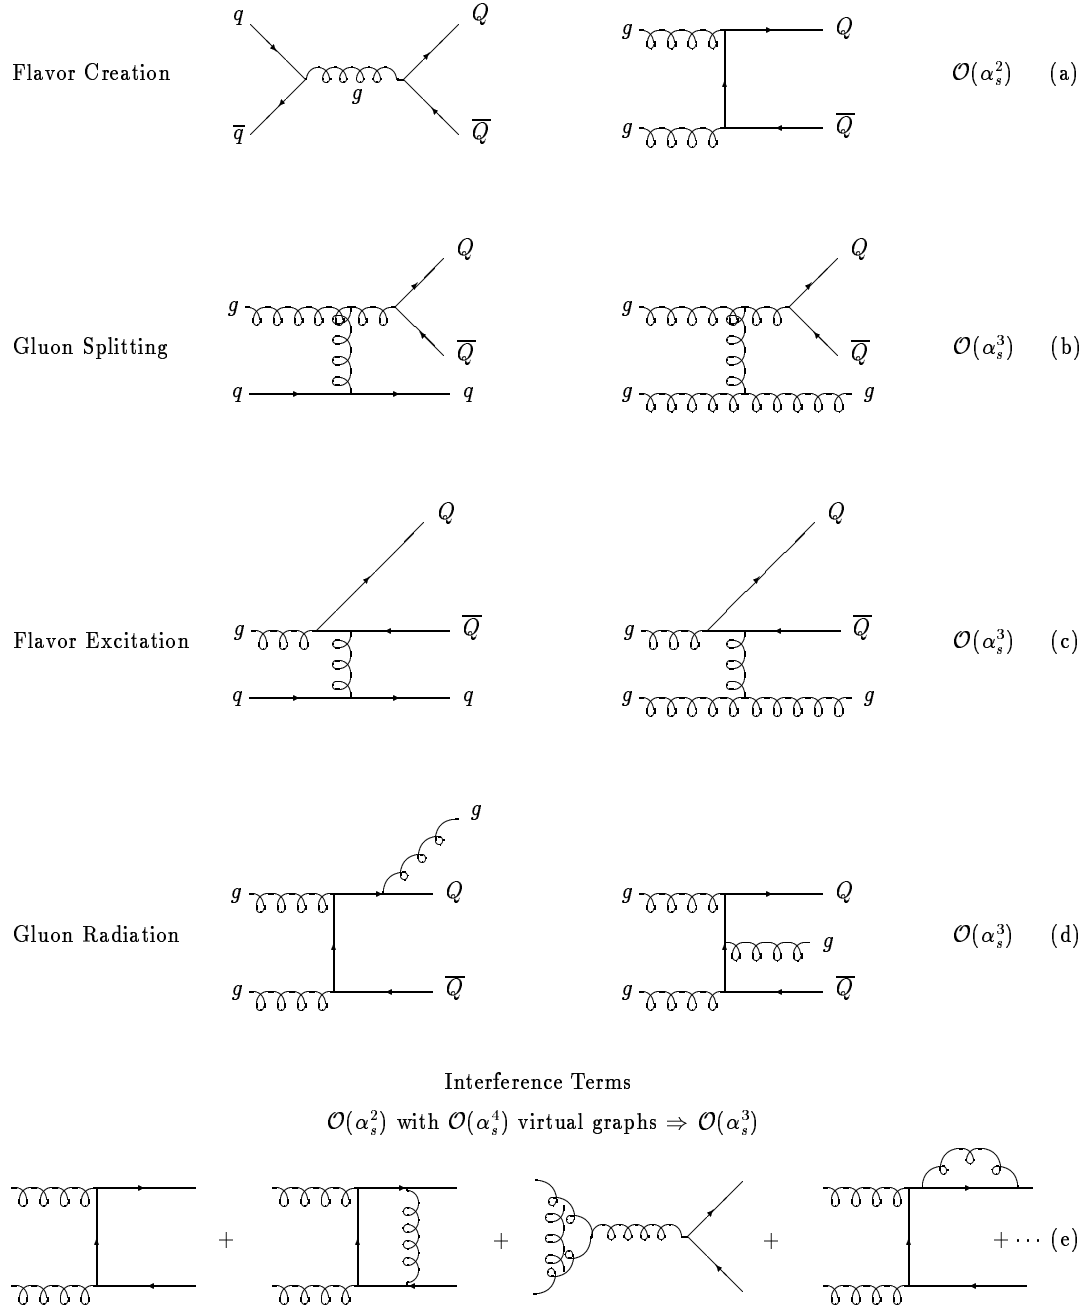 q Q
Flavor Creation g q̅ Q̅ g Q g Q̅ 𝒪(α_s^2) (a)
Q Q
g g
Gluon Splitting Q̅ Q̅ 𝒪(α_s^3) (b)
q q g g
Q Q
g Q̅ g Q̅
Flavor Excitation 𝒪(α_s^3) (c)
q q g g
g
g Q g Q
Gluon Radiation g 𝒪(α_s^3) (d)
g Q̅ g Q̅
Interference Terms
𝒪(α_s^2) with 𝒪(α_s^4) virtual graphs ⇒ 𝒪(α_s^3)
+ + + +··· (e)